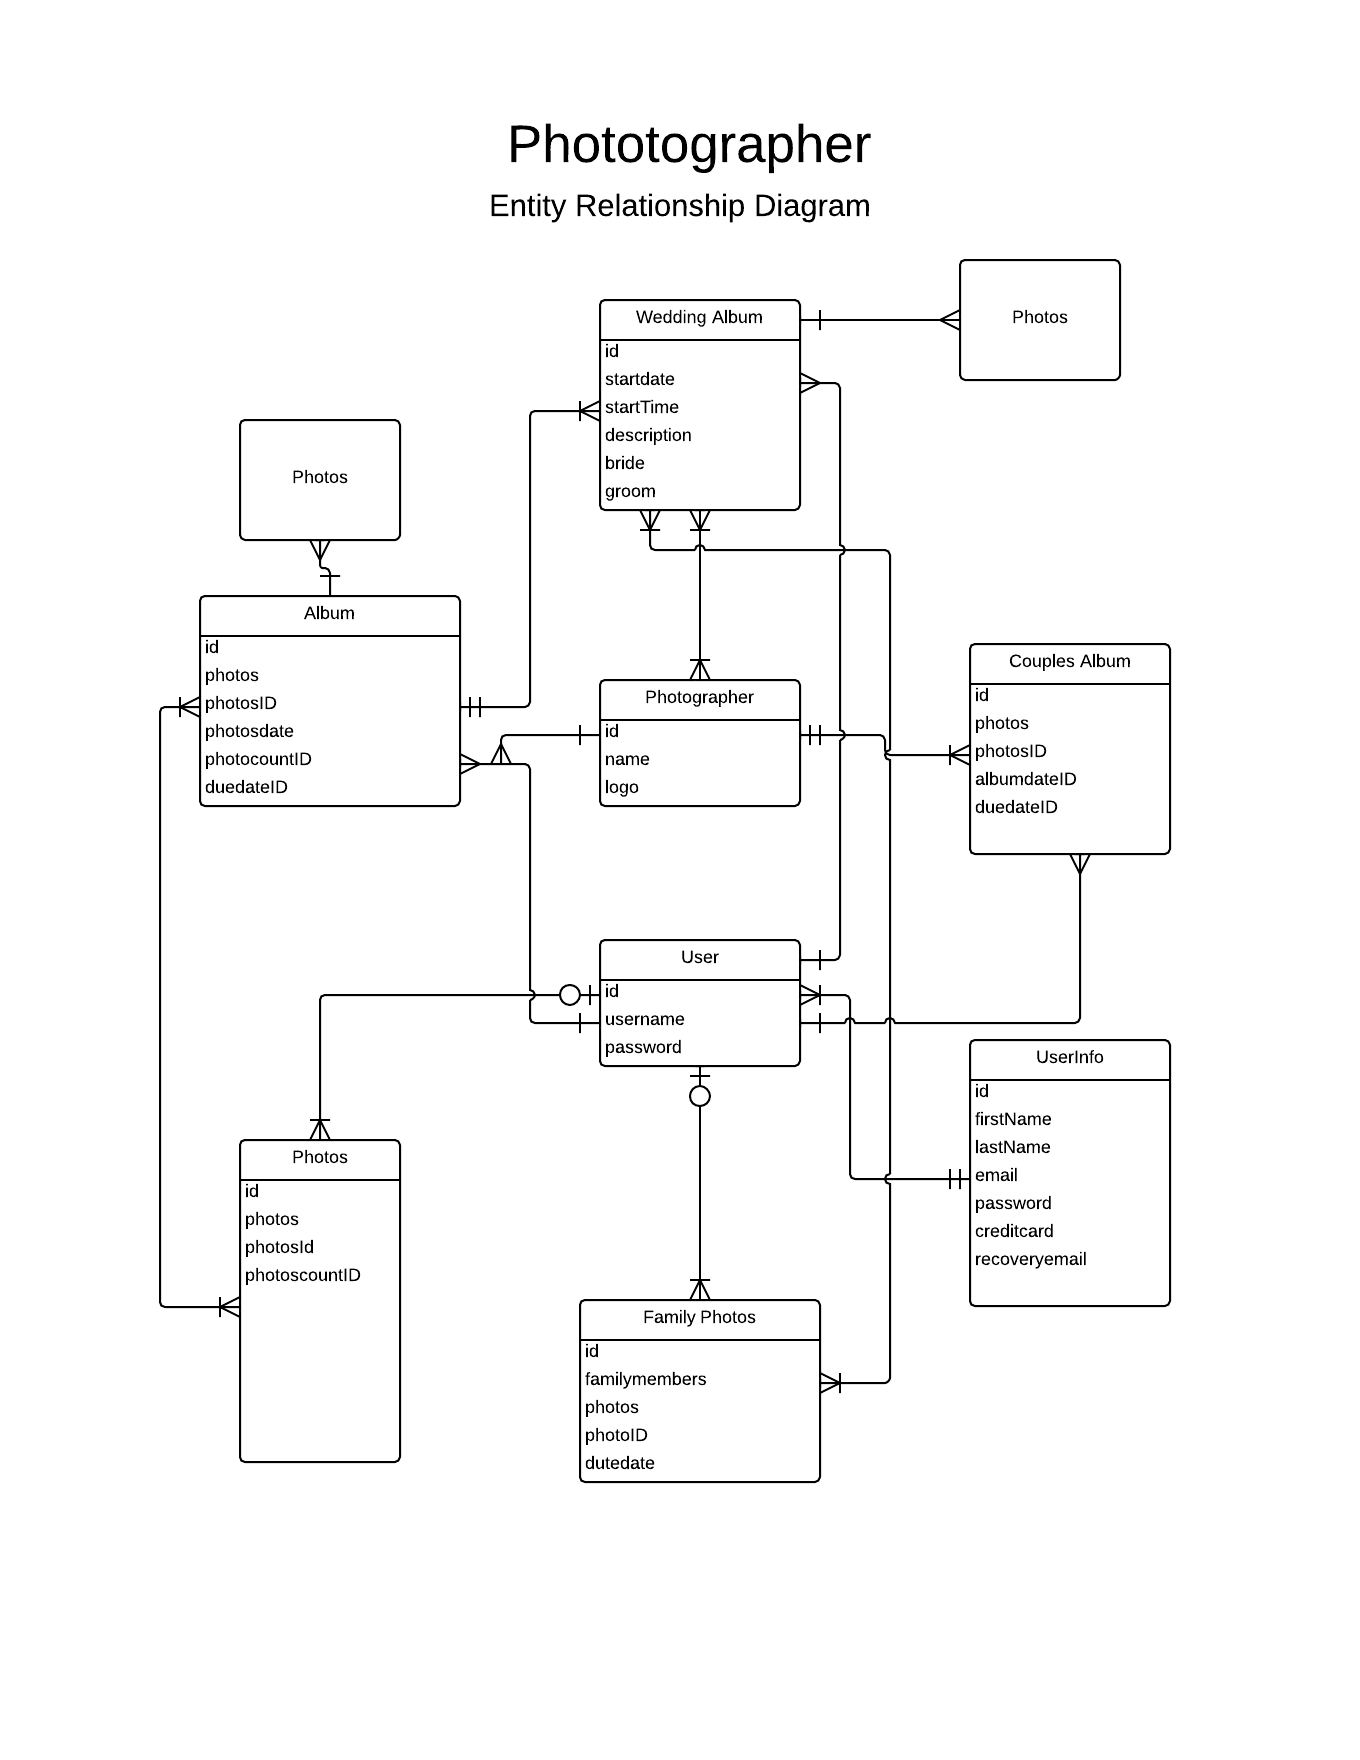 Phototographer
Entity Relationship Diagram
Photos
Wedding Album
id
startdate
startTime
description
bride
groom
Photos
Album
id
photos
photosID
photosdate
photocountID
duedateID
Photographer
id
name
logo
Couples Album
id
photos
photosID
albumdateID
duedateID
User
id
username
password
UserInfo
id
firstName
lastName
email
password
creditcard
recoveryemail
Photos
id
photos
photosId
photoscountID
Family Photos
id
familymembers
photos
photoID
dutedate